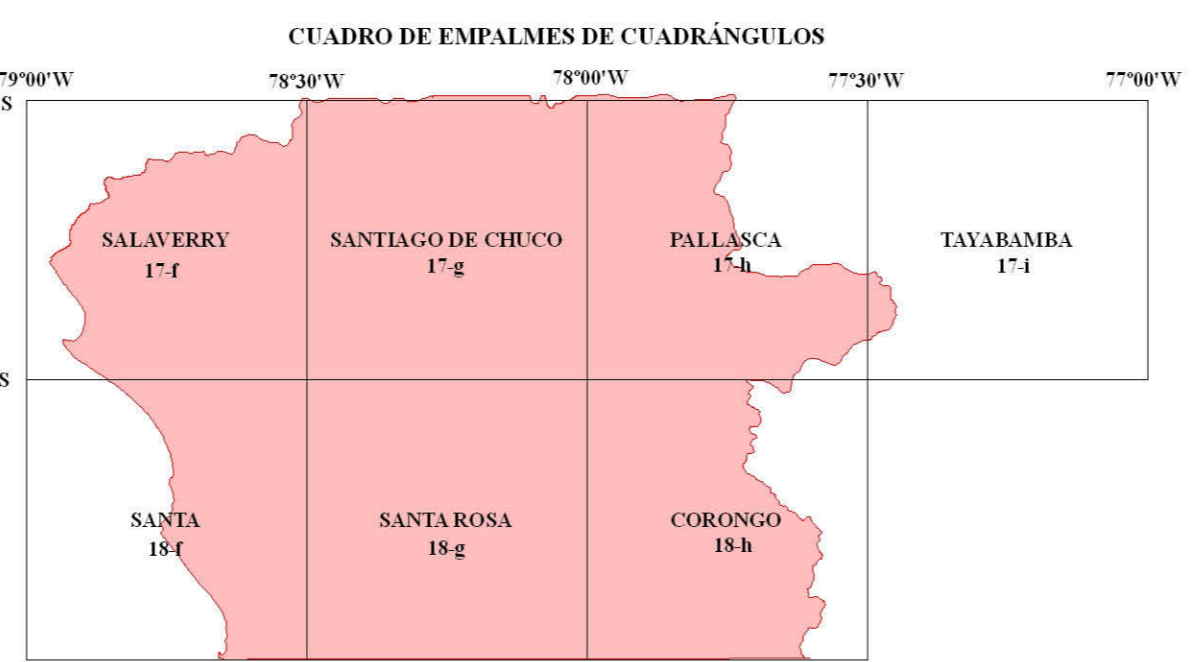 CUADRO DE EMPALMES DE CUADRÁNGULOS
79°00'W 78°30'W 78°00'W 77°30'W 77°00'W
S
SALAVERRY SANTIAGO DE CHUCO PALLASCA TAYABAMBA
17-f 17-g 17-h 17-i
S
SANTA SANTA ROSA CORONGO
18-f 18-g 18-h